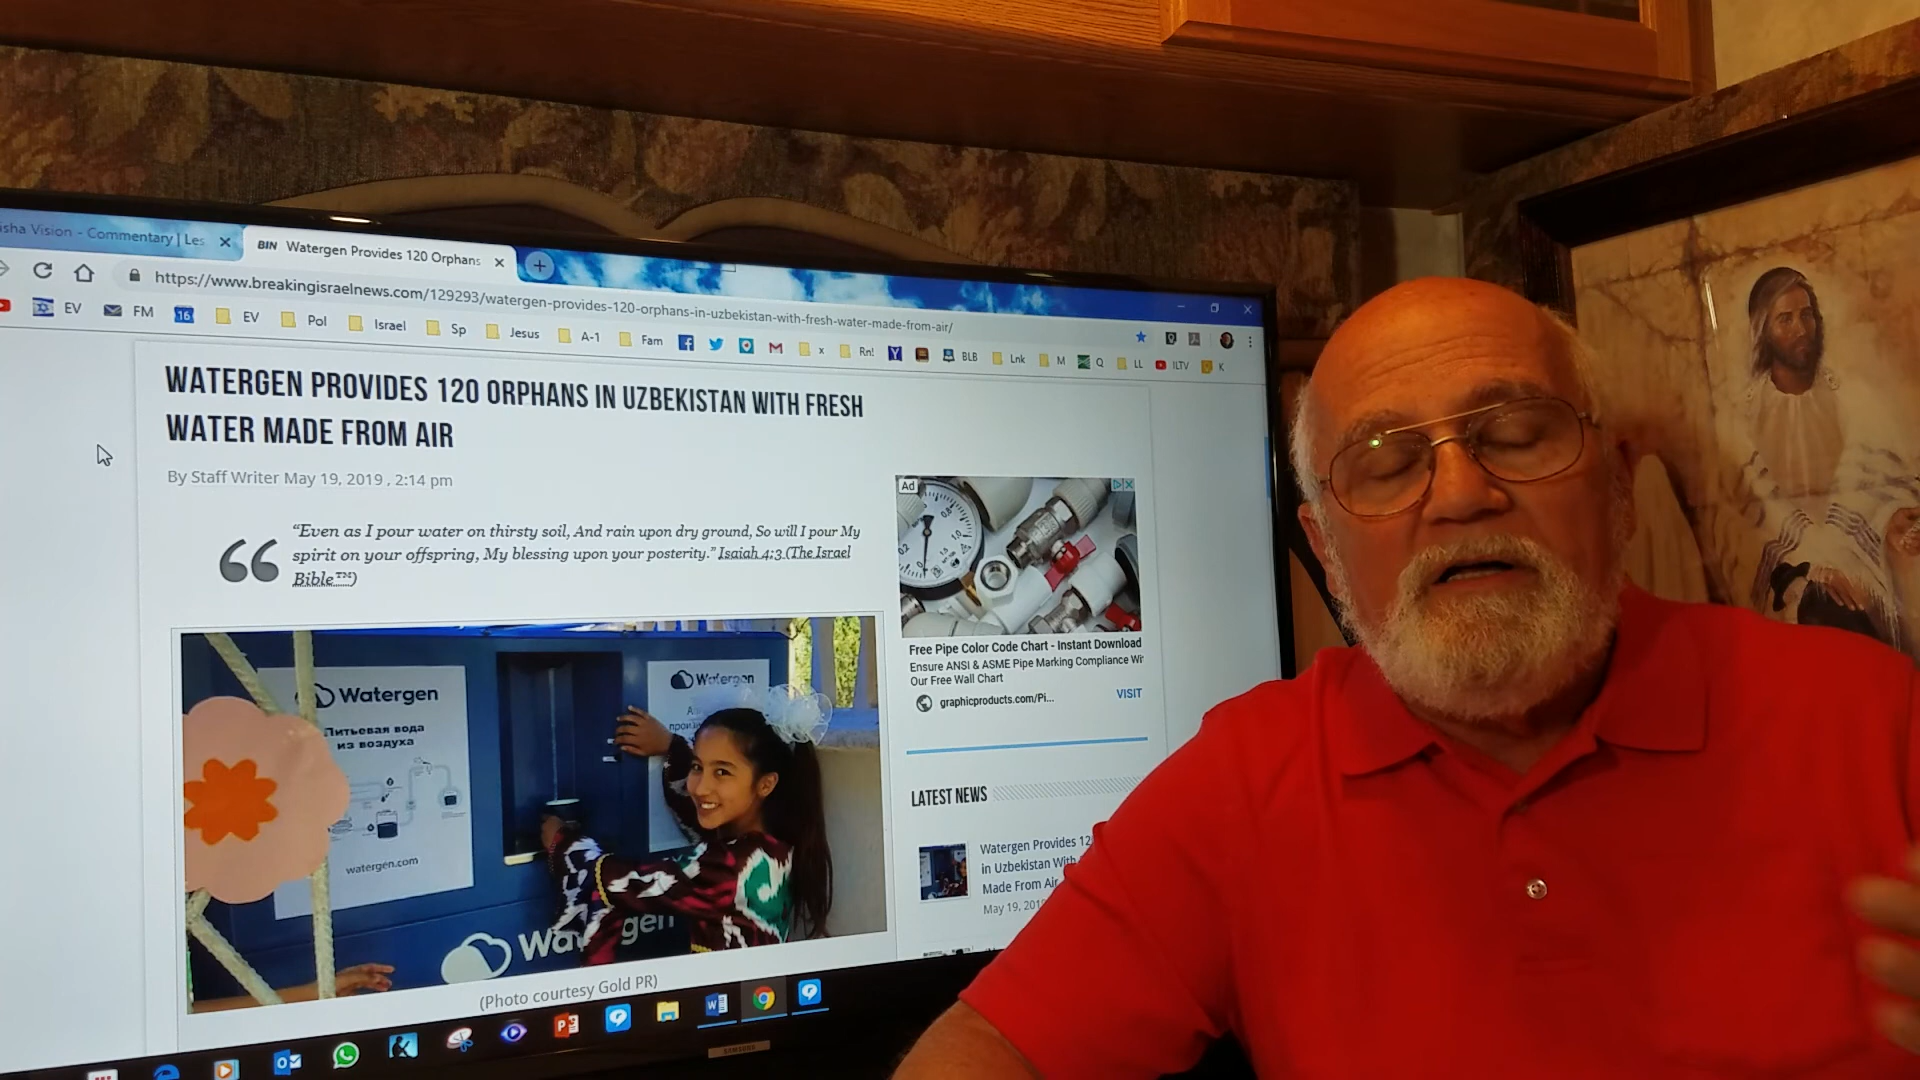 isha Vision - Commentary | Les
BIN Watergen Provides 120 Orphans
https://www.breakingisraelnews.com/129293/watergen-provides-120-orphans-in-uzbekistan-with-fresh-water-made-from-air/
EV FM 16 EV Pol Israel Sp Jesus A-1 Fam x Rn! BLB Lnk M Q LL ILTV K
WATERGEN PROVIDES 120 ORPHANS IN UZBEKISTAN WITH FRESH
WATER MADE FROM AIR
By Staff Writer May 19, 2019 , 2:14 pm
“Even as I pour water on thirsty soil, And rain upon dry ground, So will I pour My
spirit on your offspring, My blessing upon your posterity.” Isaiah 4:3 (The Israel
Bible™)
Watergen
Питьевая вода
из воздуха
watergen.com
Watergen
Watergen
(Photo courtesy Gold PR)
Ad
Free Pipe Color Code Chart - Instant Download
Ensure ANSI & ASME Pipe Marking Compliance Wi
Our Free Wall Chart
graphicproducts.com/Pi...
VISIT
LATEST NEWS
Watergen Provides 12
in Uzbekistan With
Made From Air
May 19, 201
SAMSUNG